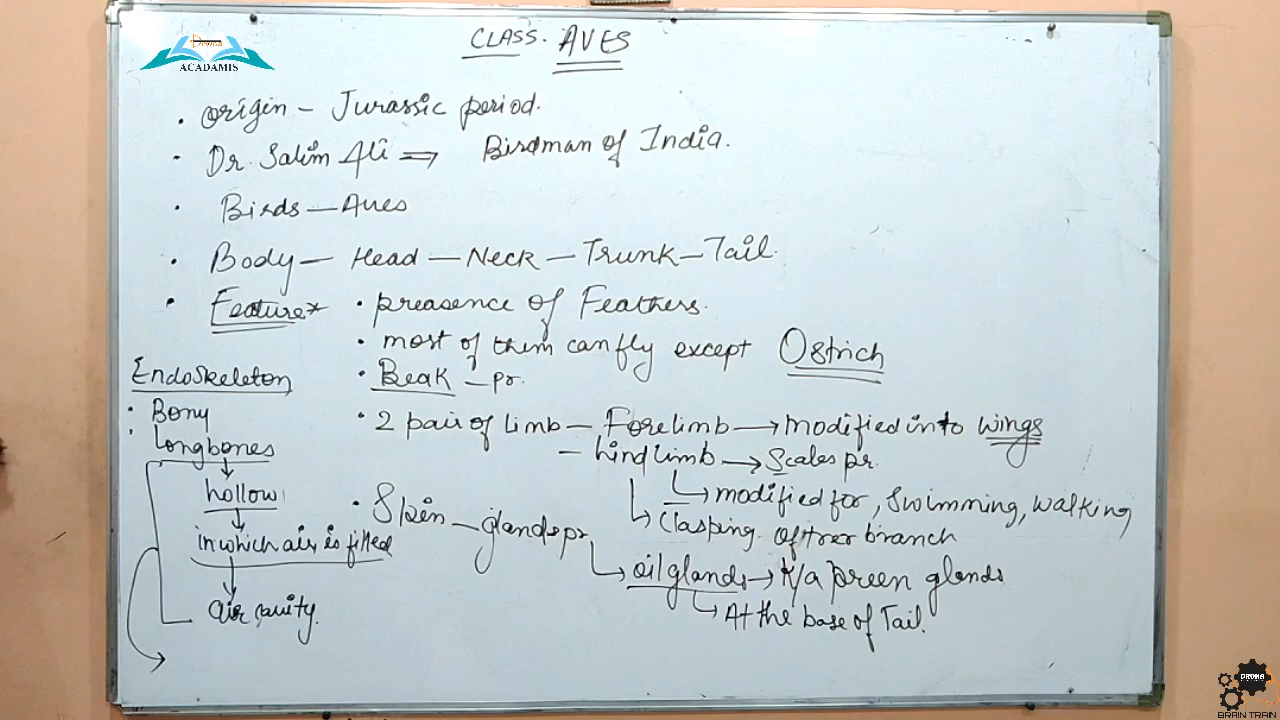 DRONA
ACADAMIS
CLASS. AVES
• Origin – Jurassic period.
• Dr. Salim Ali ⇒ Birdman of India.
• Birds – Aves
• Body – Head – Neck – Trunk – Tail.
• Feature* • preasence of Feathers.
• most of them can fly except Ostrich
• Beak – pr.
• 2 pair of limb – Forelimb → modified into wings
– hind limb → Scales pr.
↳ modified for, Swimming, walking
↳ Clasping of tree branch
• Skin – glands pr
↳ oil glands → K/a preen glands
↳ At the base of Tail.
Endoskeleton
• Bony
• Longbones
↓
hollow
↓
in which air is filled
↓
air cavity.
DRONA
BRAIN TRAIN